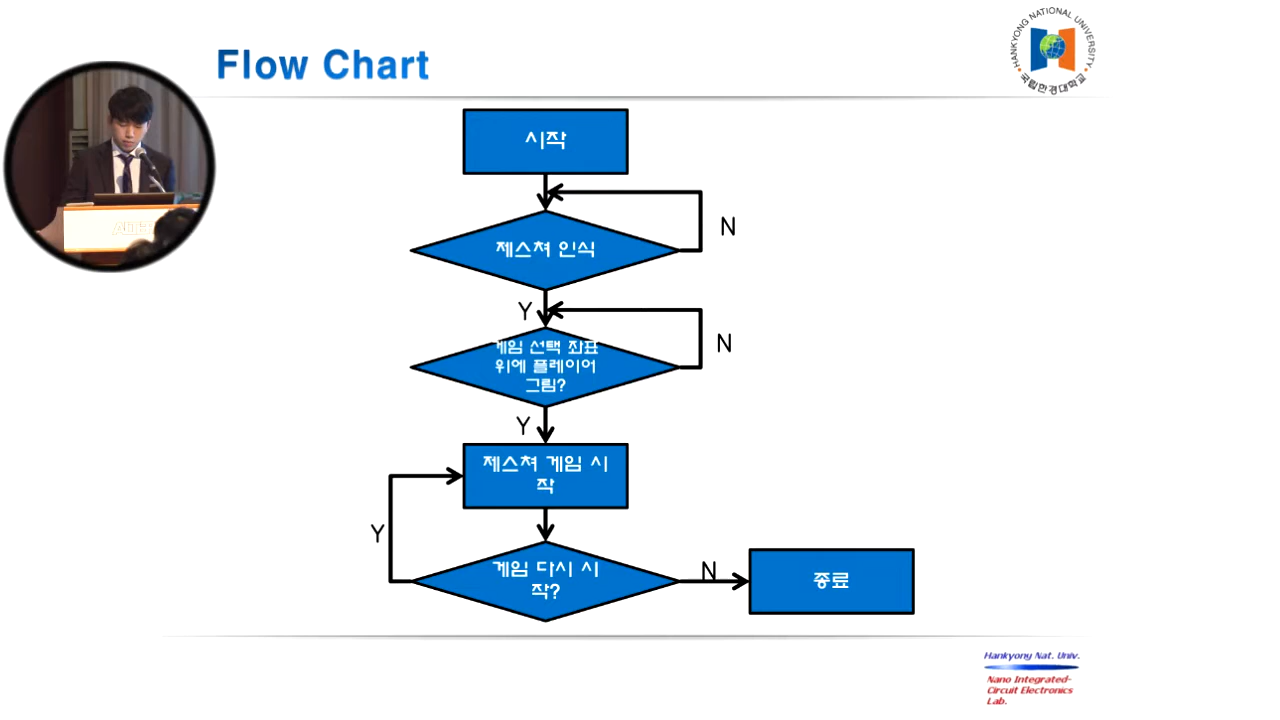 Flow Chart
HANKYONG NATIONAL UNIVERSITY
국립한경대학교
시작
N
제스쳐 인식
Y
N
게임 선택 좌표
위에 플레이어
그림?
Y
제스쳐 게임 시
작
Y
게임 다시 시
작?
N
종료
Hankyong Nat. Univ.
Nano Integrated-
Circuit Electronics
Lab.